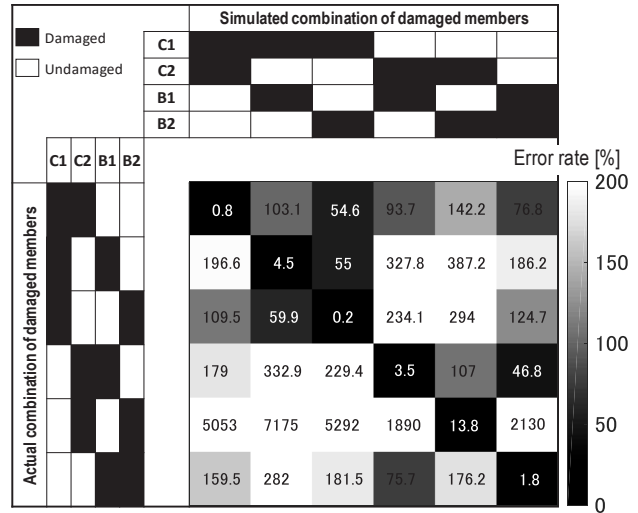 Simulated combination of damaged members
Damaged
Undamaged
C1
C2
B1
B2
C1 C2 B1 B2
Error rate [%]
Actual combination of damaged members
0.8 103.1 54.6 93.7 142.2 76.8
196.6 4.5 55 327.8 387.2 186.2
109.5 59.9 0.2 234.1 294 124.7
179 332.9 229.4 3.5 107 46.8
5053 7175 5292 1890 13.8 2130
159.5 282 181.5 75.7 176.2 1.8
200
150
100
50
0